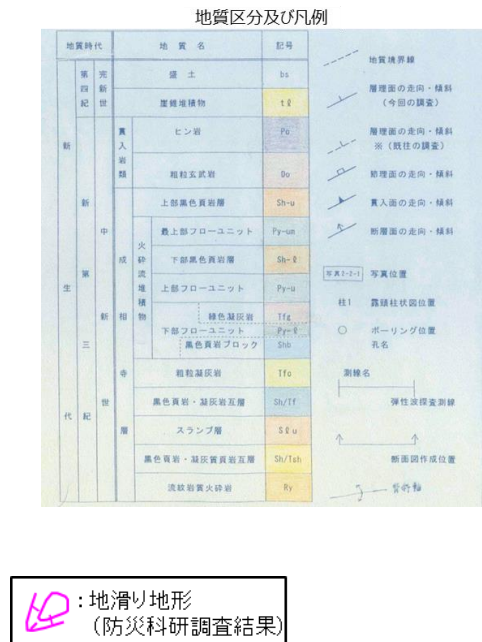 地質区分及び凡例
地質時代 地質名 記号
新生代
第四紀 完新世
新第三紀 中新世
盛土 bs
崖錐堆積物 tℓ
貫入岩類
ヒン岩 Po
粗粒玄武岩 Do
成相寺層
上部黒色頁岩層 Sh-u
火砕流堆積物
最上部フローユニット Py-um
下部黒色頁岩層 Sh-ℓ
上部フローユニット Py-u
緑色凝灰岩 Tfg
下部フローユニット Py-ℓ
黒色頁岩ブロック Shb
粗粒凝灰岩 Tfo
黒色頁岩・凝灰岩互層 Sh/Tf
スランプ層 Sℓu
黒色頁岩・凝灰質頁岩互層 Sh/Tsh
流紋岩質火砕岩 Ry
地質境界線
層理面の走向・傾斜
(今回の調査)
層理面の走向・傾斜
※(既往の調査)
節理面の走向・傾斜
貫入面の走向・傾斜
断層面の走向・傾斜
写真2-2-1 写真位置
柱1 露頭柱状図位置
ボーリング位置
孔名
測線名
弾性波探査測線
断面図作成位置
:地滑り地形
(防災科研調査結果)